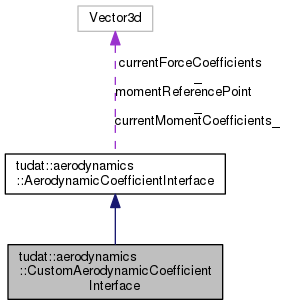 Vector3d
currentForceCoefficients
_
momentReferencePoint
_
currentMomentCoefficients_
tudat::aerodynamics
::AerodynamicCoefficientInterface
tudat::aerodynamics
::CustomAerodynamicCoefficient
Interface